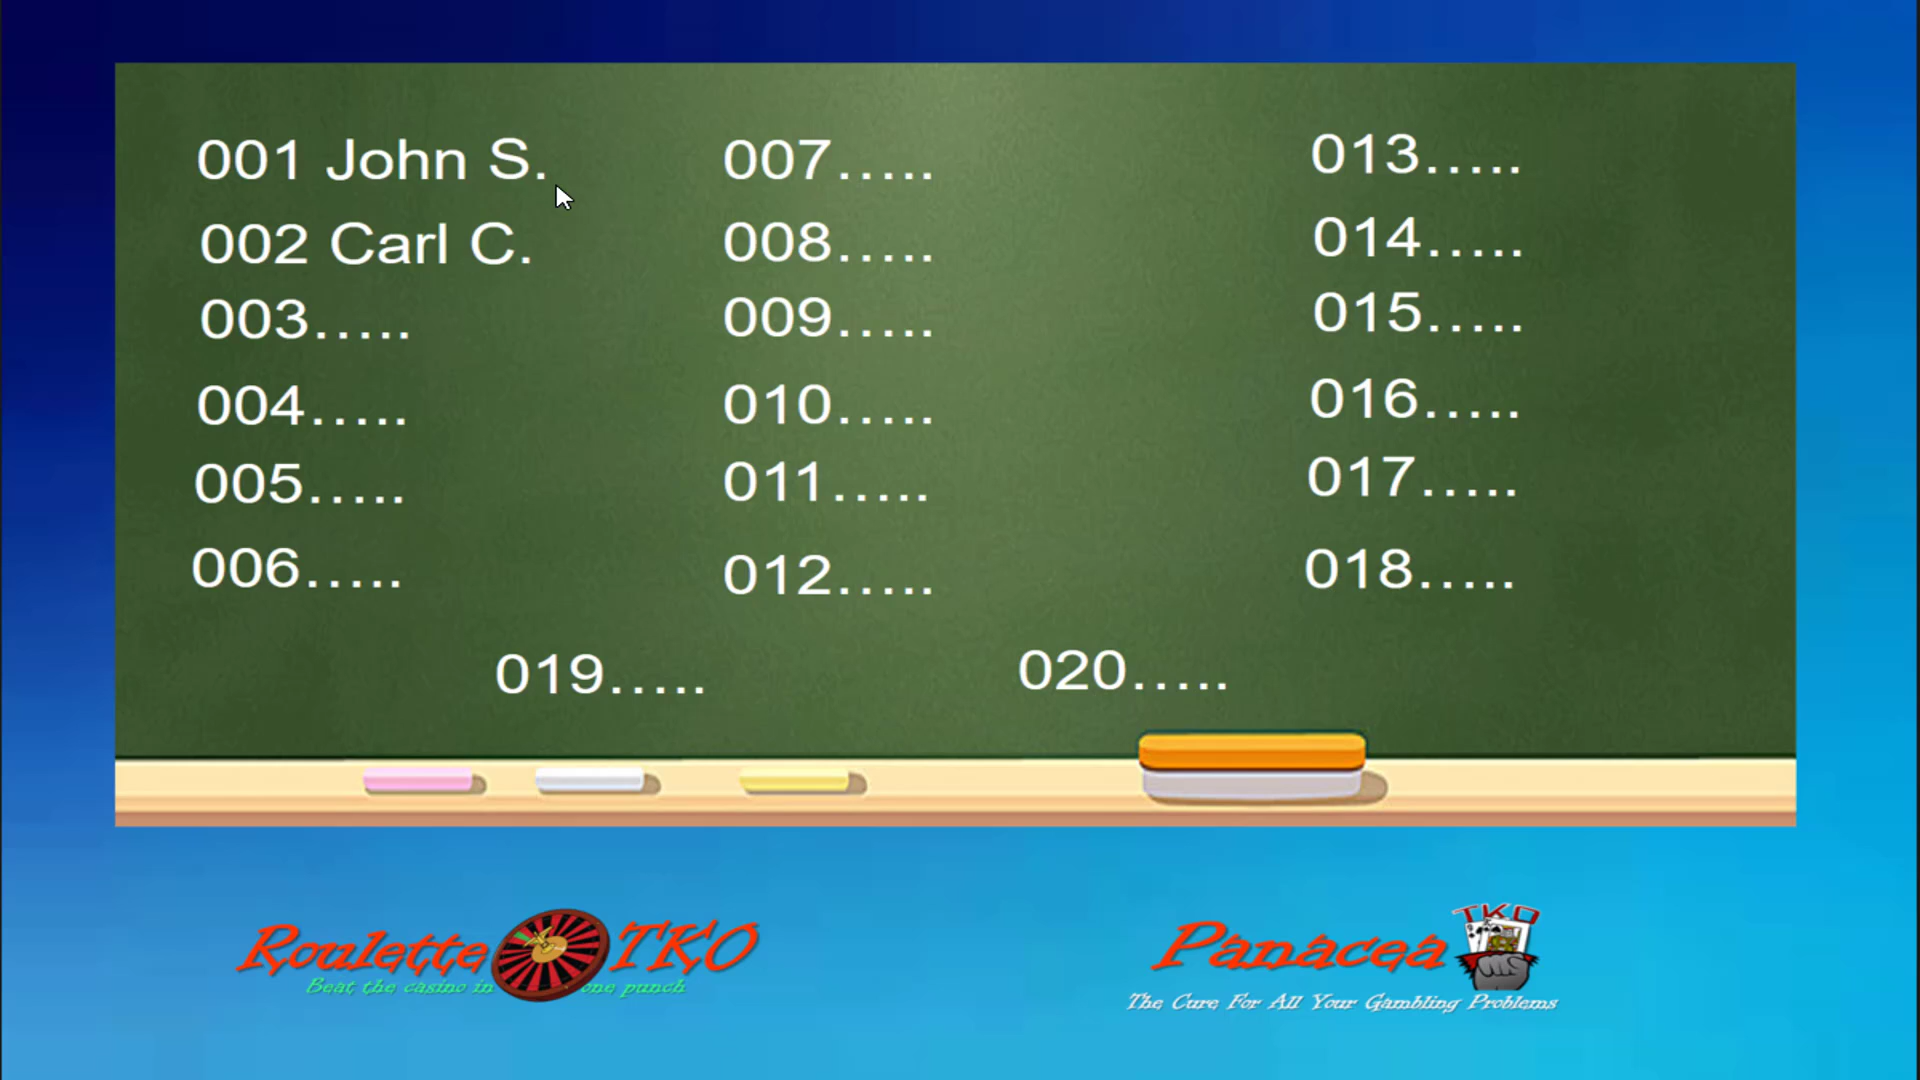 001 John S.
002 Carl C.
003.....
004.....
005.....
006.....
007.....
008.....
009.....
010.....
011.....
012.....
013.....
014.....
015.....
016.....
017.....
018.....
019.....
020.....
Roulette TKO
Beat the casino in one punch
TKO
Panacea
The Cure For All Your Gambling Problems